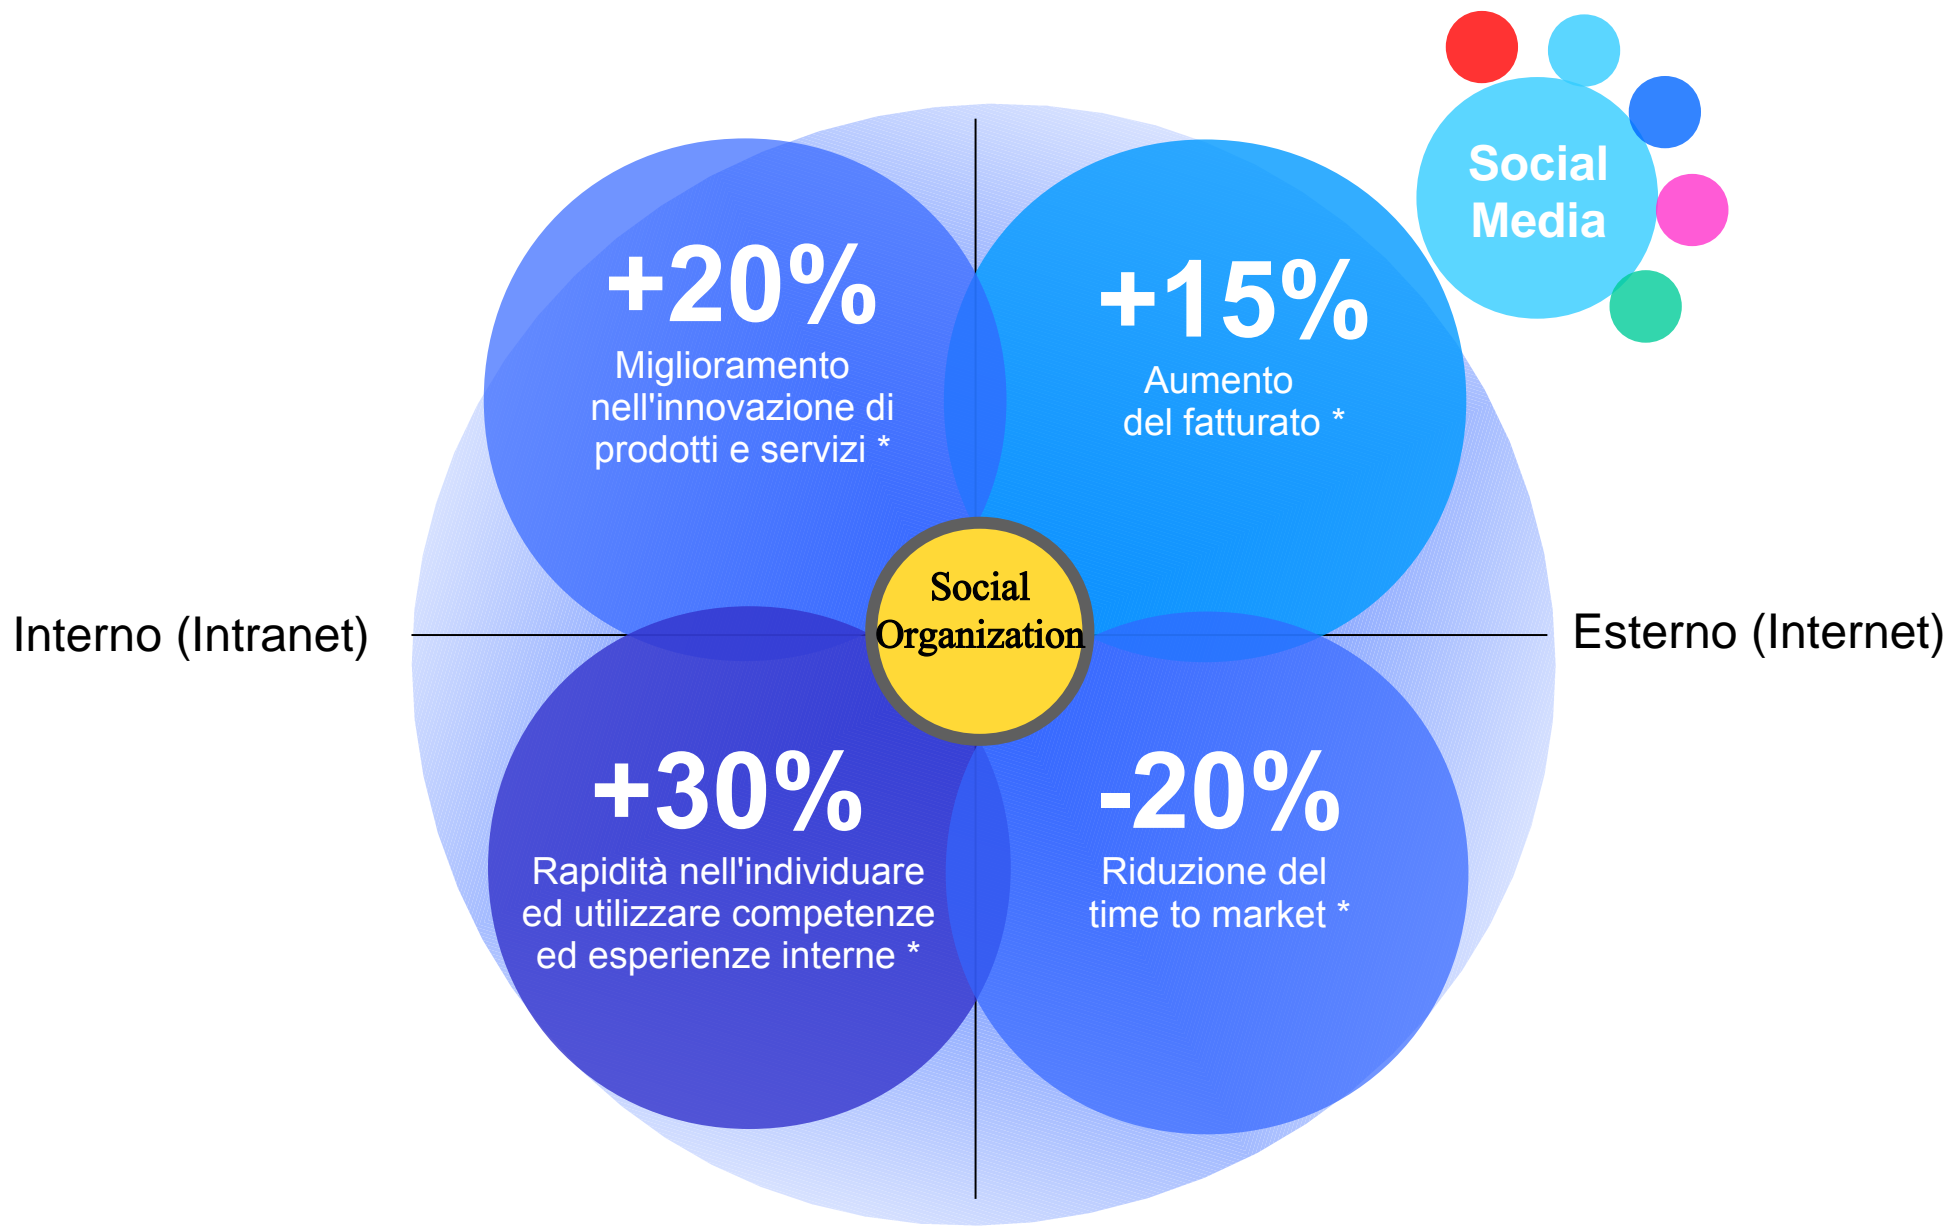 Social
Media
+20%
Miglioramento
nell'innovazione di
prodotti e servizi *
+15%
Aumento
del fatturato *
Interno (Intranet)
Social
Organization
Esterno (Internet)
+30%
Rapidità nell'individuare
ed utilizzare competenze
ed esperienze interne *
-20%
Riduzione del
time to market *